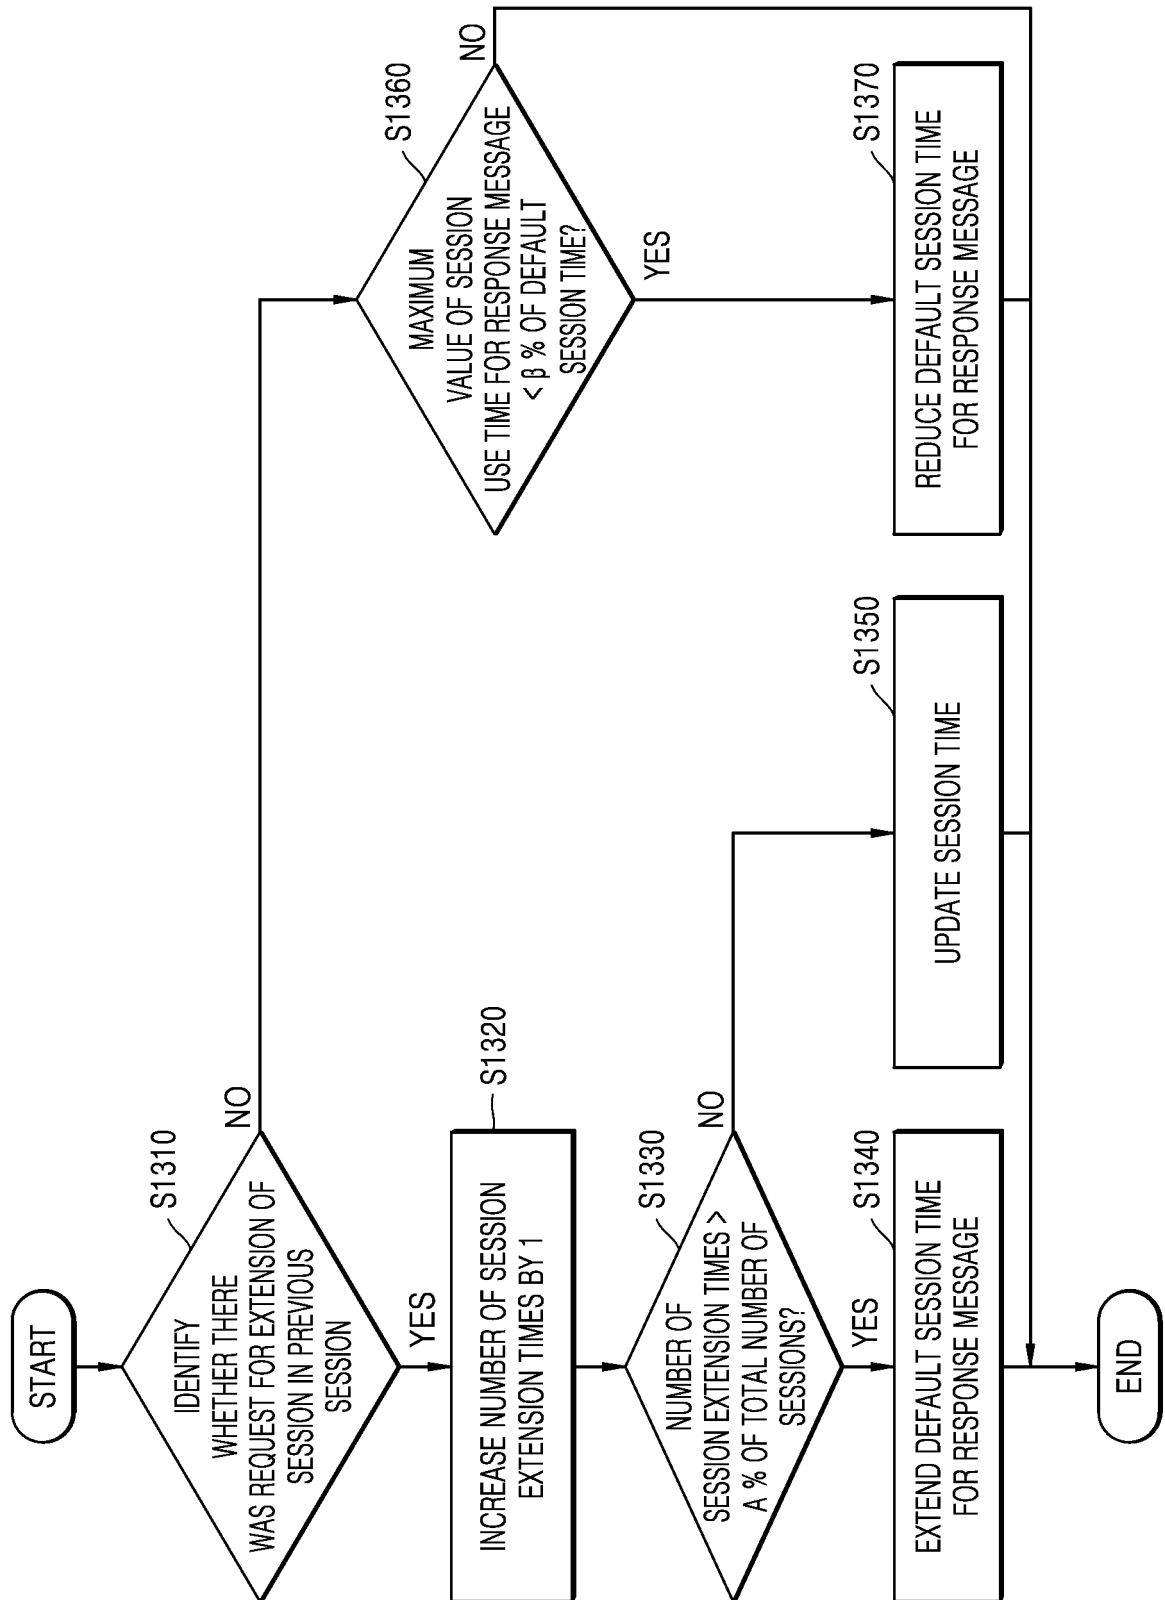 START
S1310
IDENTIFY
WHETHER THERE
WAS REQUEST FOR EXTENSION OF
SESSION IN PREVIOUS
SESSION
NO
YES
S1320
INCREASE NUMBER OF SESSION
EXTENSION TIMES BY 1
S1330
NUMBER OF
SESSION EXTENSION TIMES >
A % OF TOTAL NUMBER OF
SESSIONS?
NO
YES
S1340
EXTEND DEFAULT SESSION TIME
FOR RESPONSE MESSAGE
S1350
UPDATE SESSION TIME
S1360
MAXIMUM
VALUE OF SESSION
USE TIME FOR RESPONSE MESSAGE
< β % OF DEFAULT
SESSION TIME?
NO
YES
S1370
REDUCE DEFAULT SESSION TIME
FOR RESPONSE MESSAGE
END